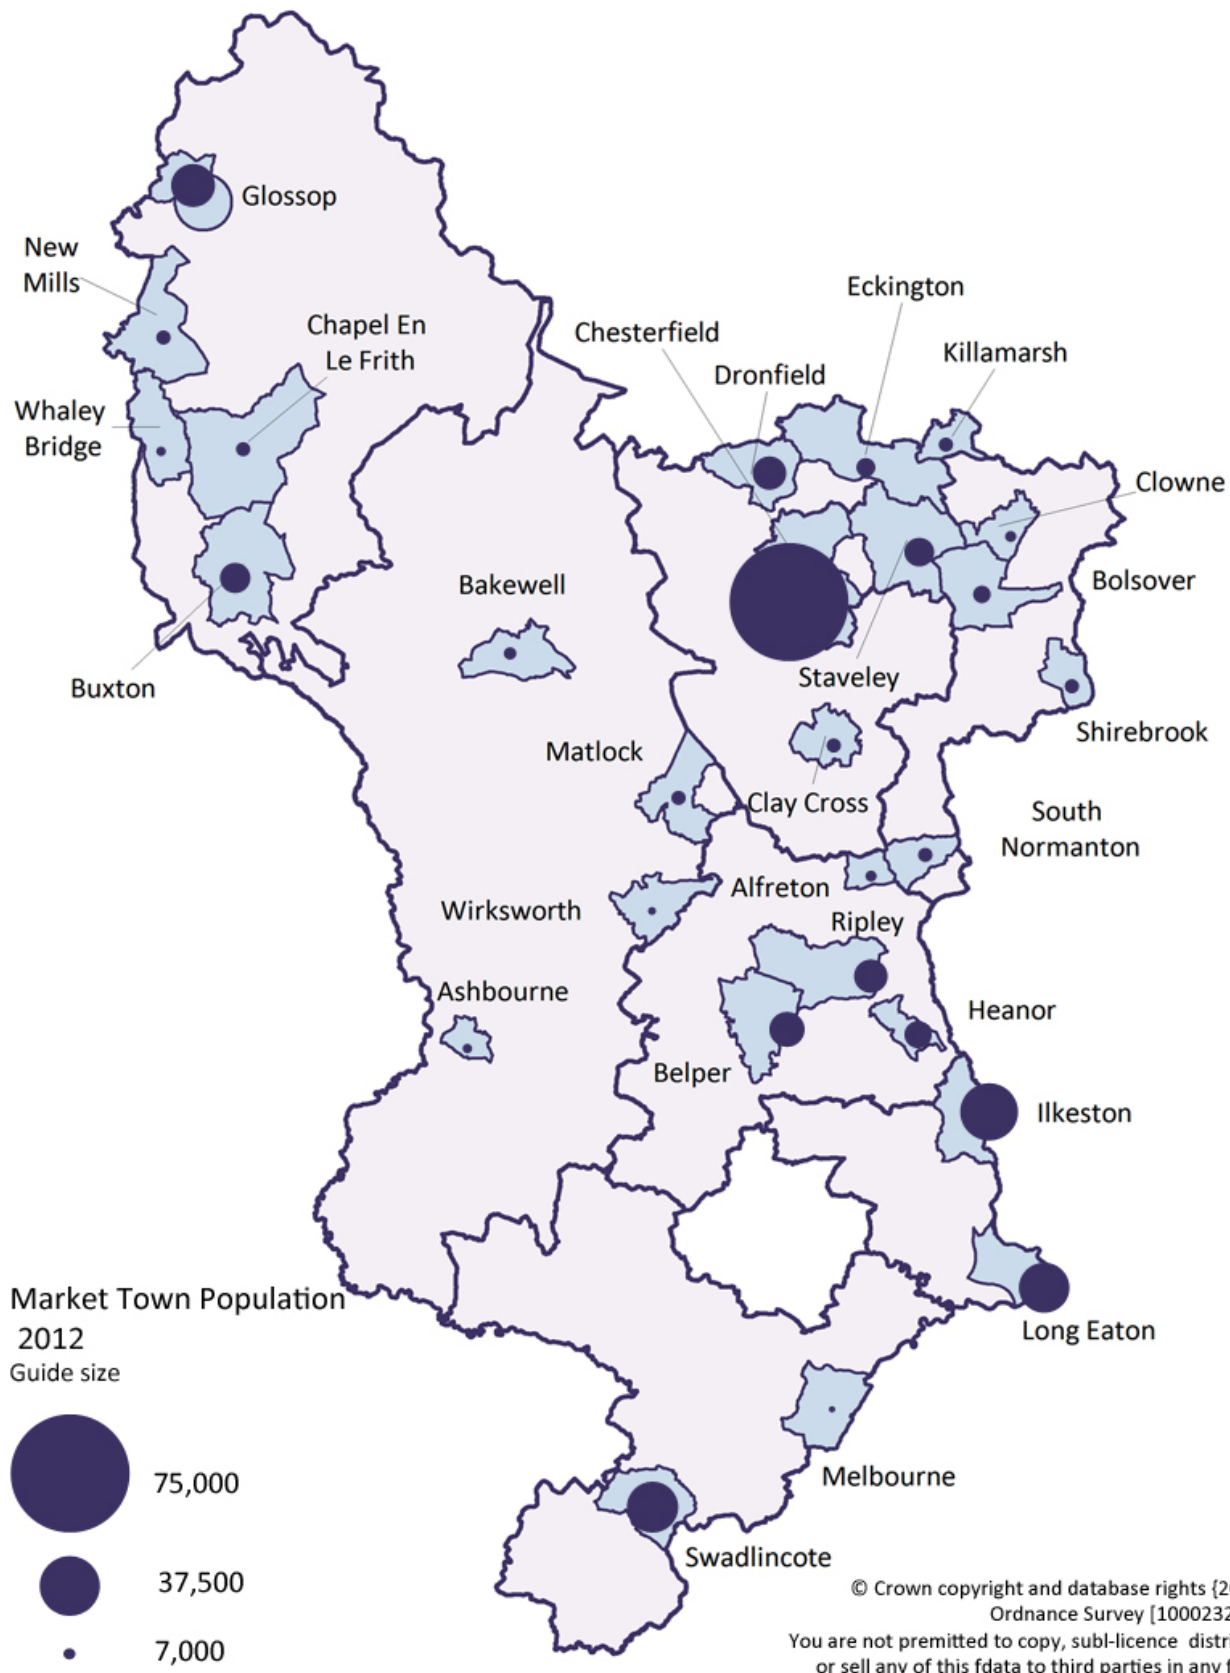 Glossop
New
Mills
Chapel En
Le Frith
Eckington
Chesterfield
Killamarsh
Dronfield
Whaley
Bridge
Clowne
Bolsover
Bakewell
Buxton
Staveley
Shirebrook
Matlock
Clay Cross
South
Normanton
Alfreton
Wirksworth
Ripley
Ashbourne
Heanor
Belper
Ilkeston
Long Eaton
Melbourne
Swadlincote
Market Town Population
2012
Guide size
75,000
37,500
7,000
© Crown copyright and database rights {2
Ordnance Survey [1000232
You are not premitted to copy, subl-licence distri
or sell any of this fdata to third parties in any f